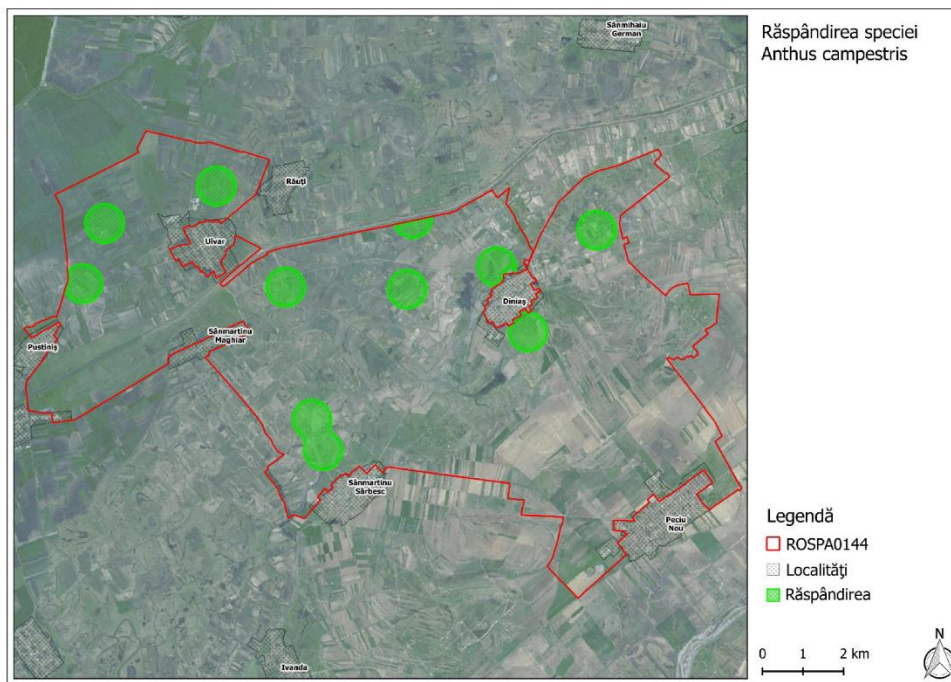 Răspândirea speciei
Anthus campestris
Sânmihaiu
German
Răuți
Uivar
Diniaș
Pustiniș
Sânmartinu
Maghiar
Sânmartinu
Sârbesc
Peciu
Nou
Ivanda
Legendă
ROSPA0144
Localităţi
Răspândirea
N
0 1 2 km